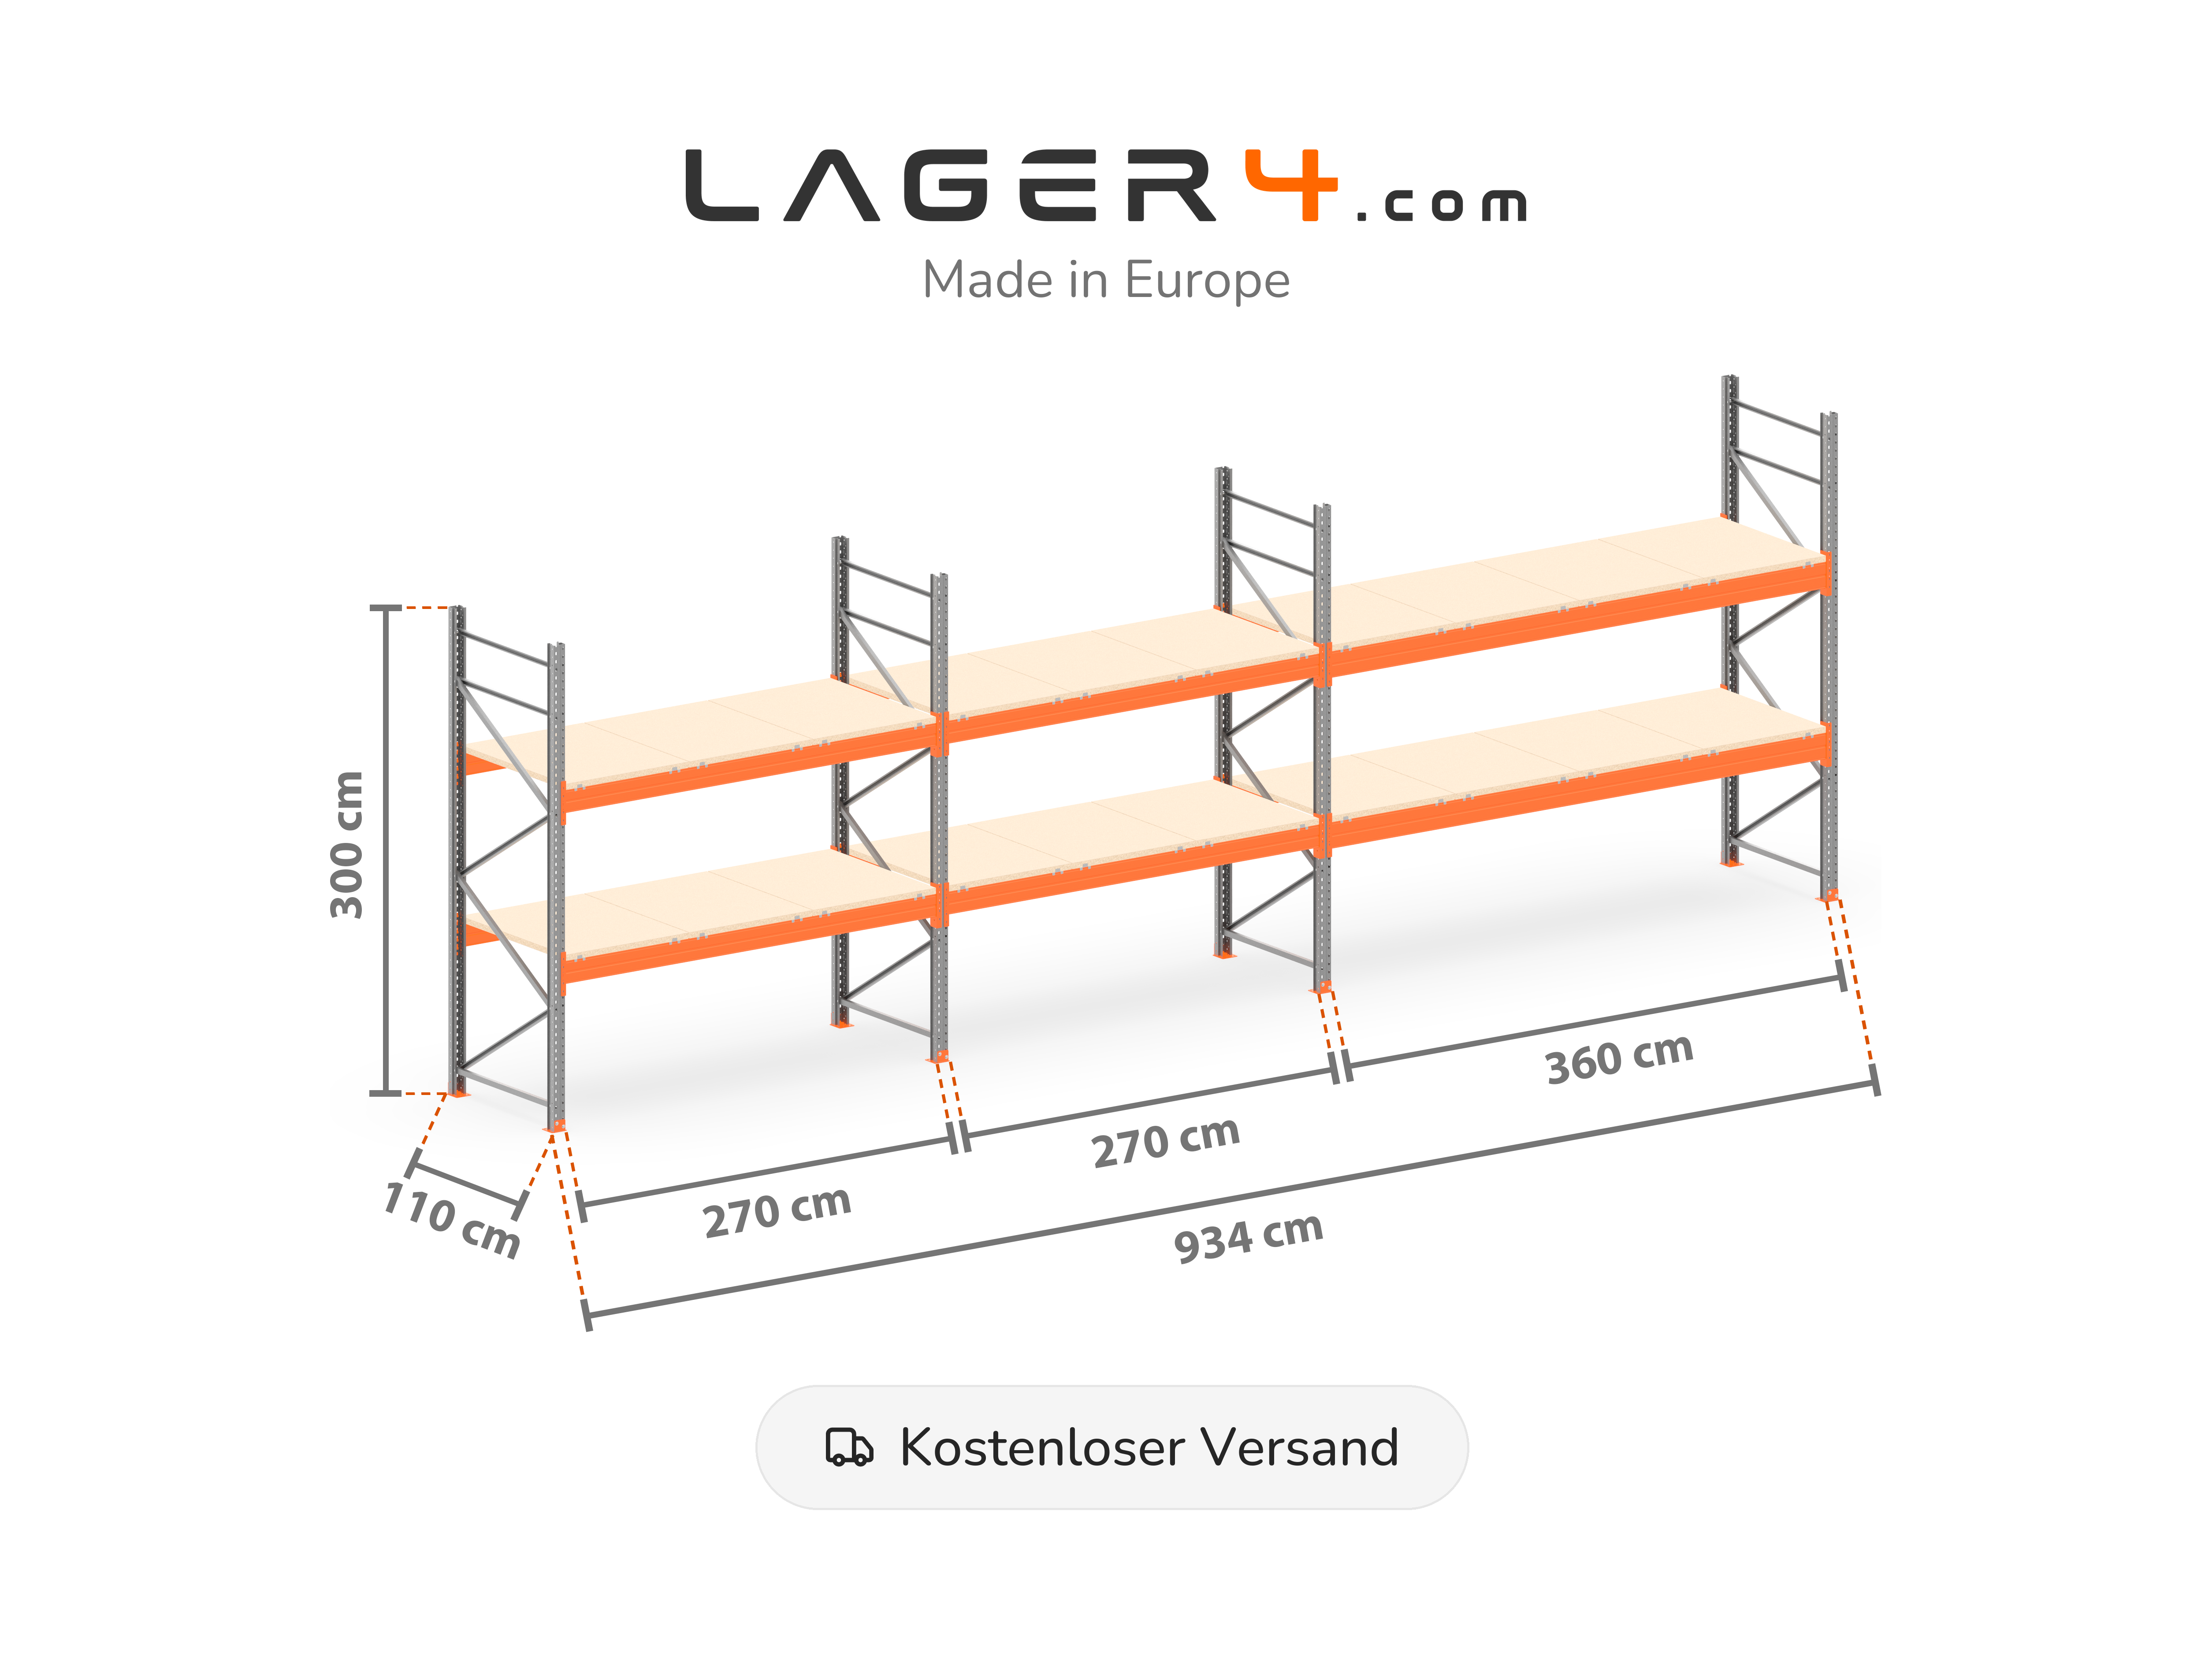 LAGER4.com
Made in Europe
300 cm
110 cm
270 cm
270 cm
360 cm
934 cm
Kostenloser Versand